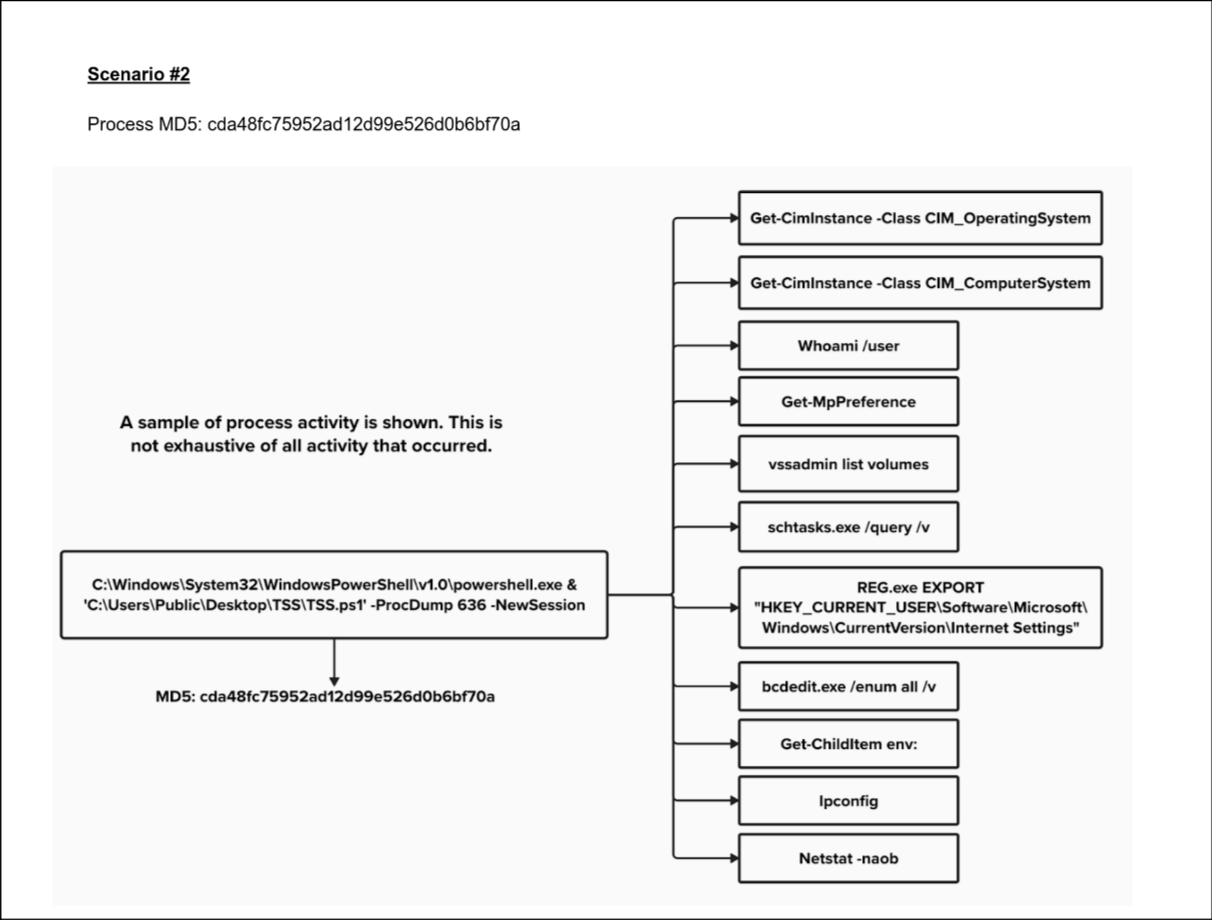 Scenario #2
Process MD5: cda48fc75952ad12d99e526d0b6bf70a
Get-CimInstance -Class CIM_OperatingSystem
Get-CimInstance -Class CIM_ComputerSystem
Whoami /user
Get-MpPreference
A sample of process activity is shown. This is
not exhaustive of all activity that occurred.
vssadmin list volumes
schtasks.exe /query /v
C:\Windows\System32\WindowsPowerShell\v1.0\powershell.exe &
'C:\Users\Public\Desktop\TSS\TSS.ps1' -ProcDump 636 -NewSession
REG.exe EXPORT
"HKEY_CURRENT_USER\Software\Microsoft\
Windows\CurrentVersion\Internet Settings"
MD5: cda48fc75952ad12d99e526d0b6bf70a
bcdedit.exe /enum all /v
Get-ChildItem env:
Ipconfig
Netstat -naob